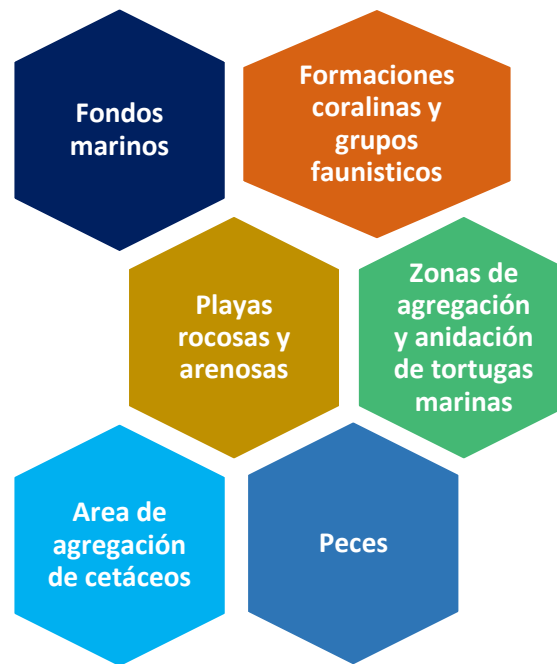 Fondos
marinos
Formaciones
coralinas y
grupos
faunisticos
Playas
rocosas y
arenosas
Zonas de
agregación
y anidación
de tortugas
marinas
Area de
agregación
de cetáceos
Peces